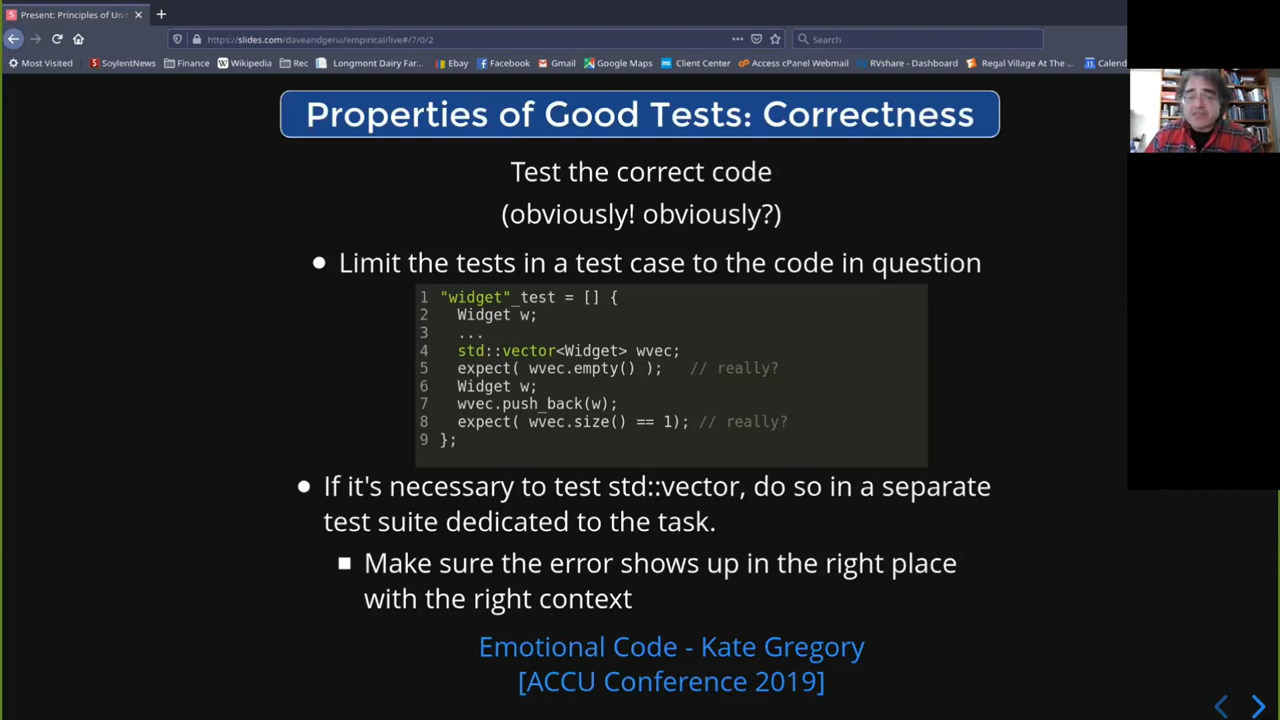 Present: Principles of Uni
https://slides.com/daveandgena/empirical/live#/7/0/2
Search
Most Visited
SoylentNews
Finance
Wikipedia
Rec
Longmont Dairy Far...
Ebay
Facebook
Gmail
Google Maps
Client Center
Access cPanel Webmail
RVshare - Dashboard
Regal Village At The ...
Calend
Properties of Good Tests: Correctness
Test the correct code
(obviously! obviously?)
Limit the tests in a test case to the code in question
1 "widget"_test = [] {
2 Widget w;
3 ...
4 std::vector<Widget> wvec;
5 expect( wvec.empty() ); // really?
6 Widget w;
7 wvec.push_back(w);
8 expect( wvec.size() == 1); // really?
9 };
If it's necessary to test std::vector, do so in a separate
test suite dedicated to the task.
Make sure the error shows up in the right place
with the right context
Emotional Code - Kate Gregory
[ACCU Conference 2019]